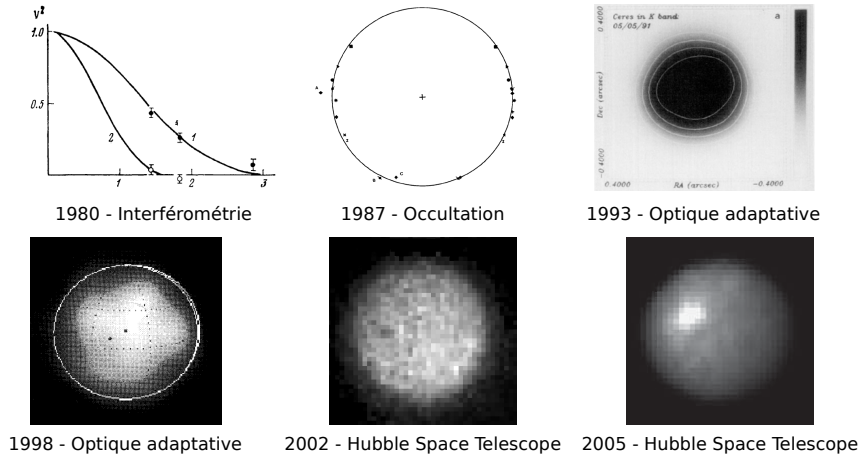 V²
1.0
0.5
2
1
1
2
3
1980 - Interférométrie
1987 - Occultation
Ceres in K band
05/05/91
a
0.4000
Dec (arcsec)
-0.4000
0.4000
RA (arcsec)
-0.4000
1993 - Optique adaptative
1998 - Optique adaptative
2002 - Hubble Space Telescope
2005 - Hubble Space Telescope